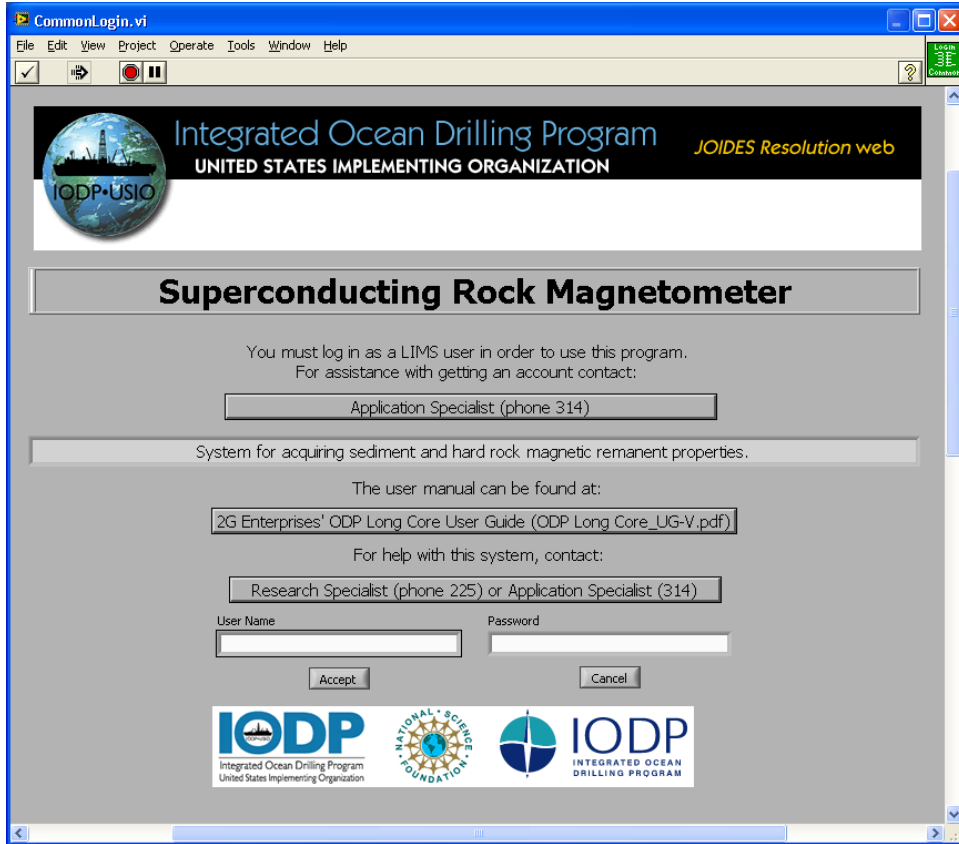 CommonLogin.vi
File Edit View Project Operate Tools Window Help
Login
Common
Integrated Ocean Drilling Program
UNITED STATES IMPLEMENTING ORGANIZATION
JOIDES Resolution web
IODP•USIO
Superconducting Rock Magnetometer
You must log in as a LIMS user in order to use this program.
For assistance with getting an account contact:
Application Specialist (phone 314)
System for acquiring sediment and hard rock magnetic remanent properties.
The user manual can be found at:
2G Enterprises' ODP Long Core User Guide (ODP Long Core_UG-V.pdf)
For help with this system, contact:
Research Specialist (phone 225) or Application Specialist (314)
User Name Password
Accept Cancel
IODP
Integrated Ocean Drilling Program
United States Implementing Organization
NATIONAL SCIENCE FOUNDATION
IODP
INTEGRATED OCEAN
DRILLING PROGRAM